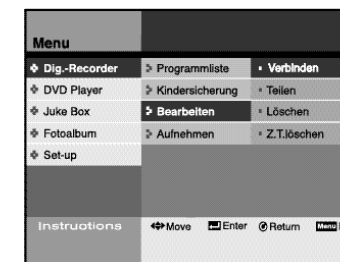 Menu
Dig.-Recorder Programmliste Verbinden
DVD Player Kindersicherung Teilen
Juke Box Bearbeiten Löschen
Fotoalbum Aufnehmen Z.T.löschen
Set-up
Instructions Move Enter Return Menu